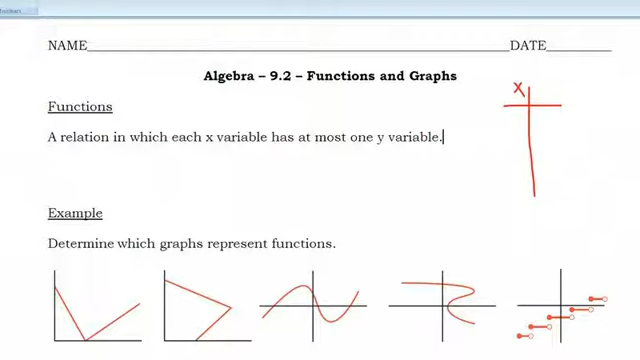 NAME DATE
Algebra – 9.2 – Functions and Graphs
Functions
A relation in which each x variable has at most one y variable.
x
Example
Determine which graphs represent functions.